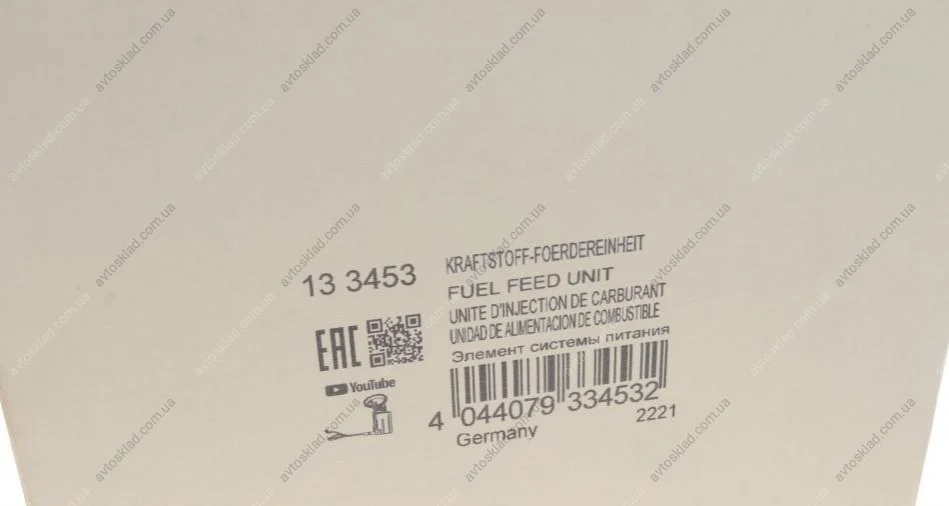 13 3453
KRAFTSTOFF-FOERDEREINHEIT
FUEL FEED UNIT
UNITE D'INJECTION DE CARBURANT
UNIDAD DE ALIMENTACION DE COMBUSTIBLE
Элемент системы питания
EAC
YouTube
4 044079 334532
Germany
2221
avtosklad.com.ua